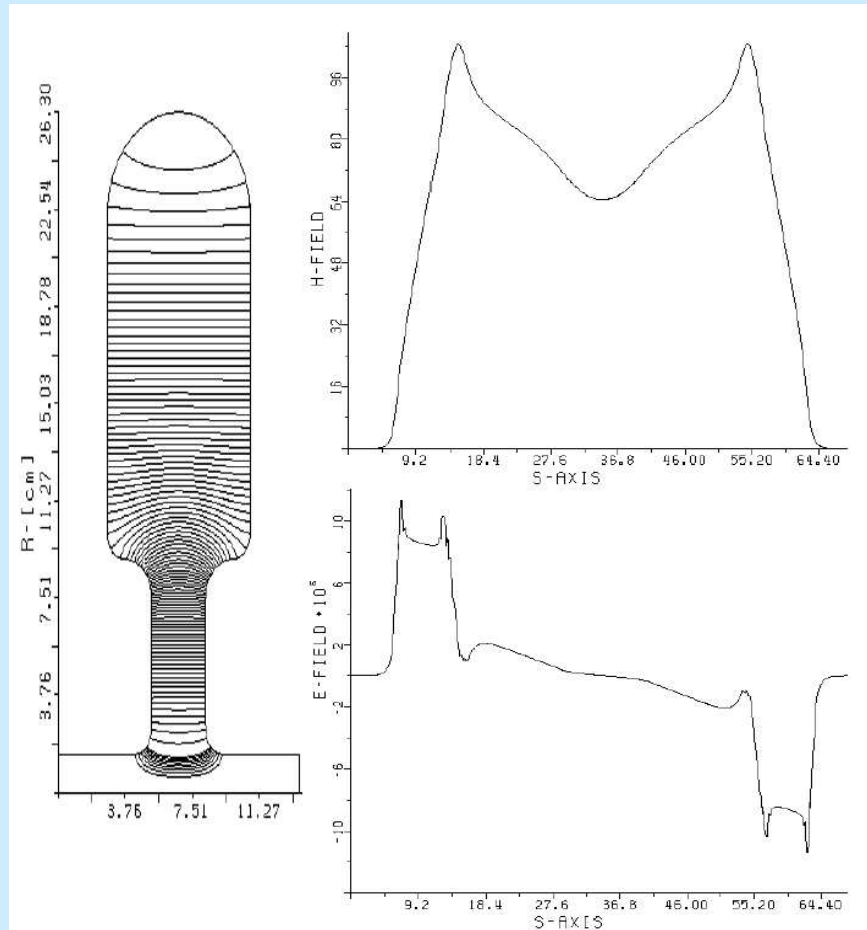 R-[cm]
26.30
22.54
18.78
15.03
11.27
7.51
3.76
3.76 7.51 11.27
H-FIELD
96
80
64
48
32
16
9.2 18.4 27.6 36.8 46.00 55.20 64.40
S-AXIS
E-FIELD *10⁶
10
6
2
-2
-6
-10
9.2 18.4 27.6 36.8 46.00 55.20 64.40
S-AXIS